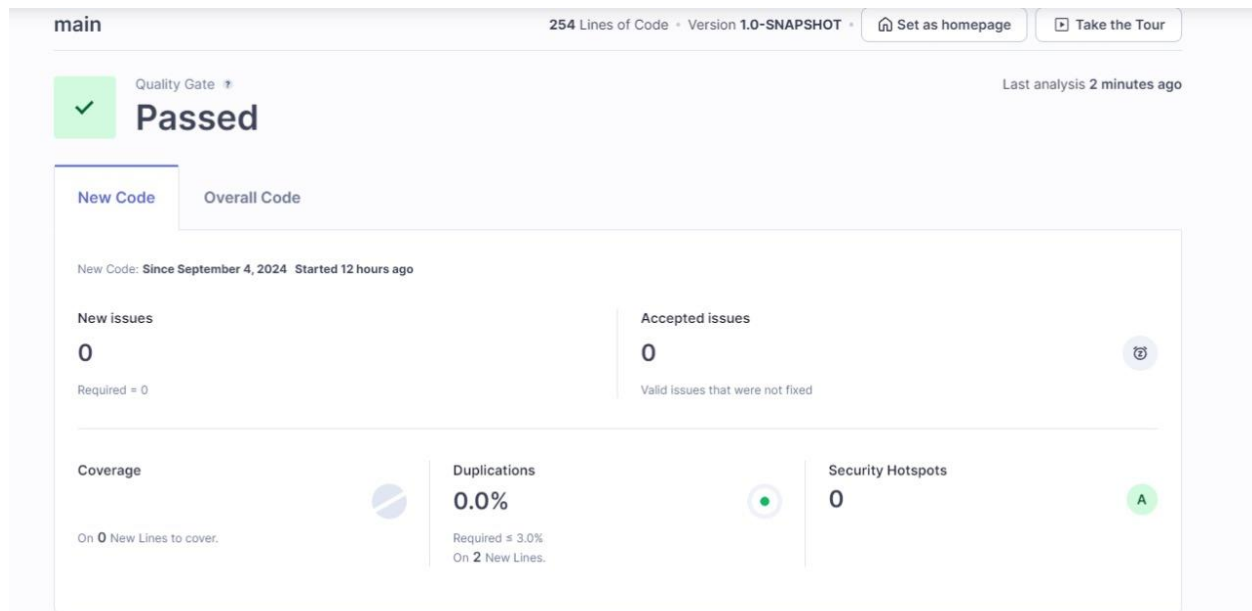 main
254 Lines of Code • Version 1.0-SNAPSHOT • Set as homepage Take the Tour
Quality Gate ?
Passed
Last analysis 2 minutes ago
New Code Overall Code
New Code: Since September 4, 2024 Started 12 hours ago
New issues
0
Required = 0
Accepted issues
0
Valid issues that were not fixed
Coverage
On 0 New Lines to cover.
Duplications
0.0%
Required ≤ 3.0%
On 2 New Lines.
Security Hotspots
0
A